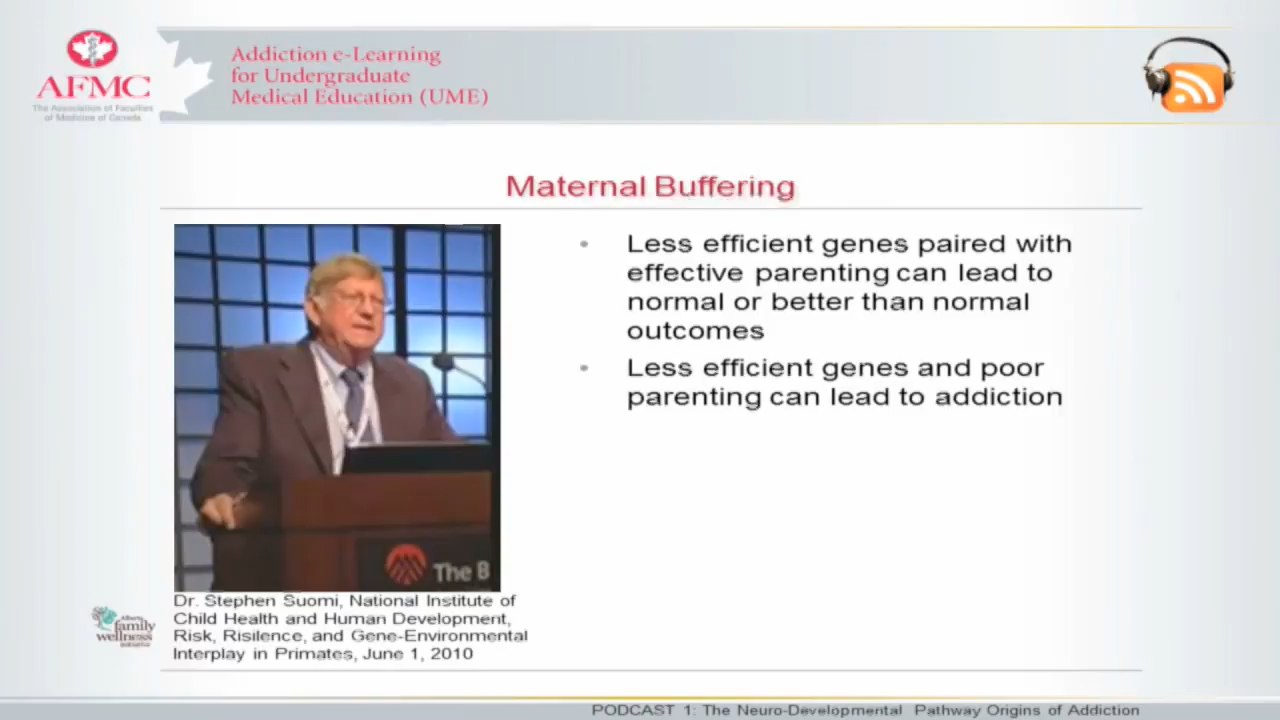 AFMC
The Association of Faculties
of Medicine of Canada
Addiction e-Learning
for Undergraduate
Medical Education (UME)
Maternal Buffering
• Less efficient genes paired with
effective parenting can lead to
normal or better than normal
outcomes
• Less efficient genes and poor
parenting can lead to addiction
The B
Dr. Stephen Suomi, National Institute of
Child Health and Human Development,
Risk, Risilence, and Gene-Environmental
Interplay in Primates, June 1, 2010
Alberta
family
wellness
initiative
PODCAST 1: The Neuro-Developmental Pathway Origins of Addiction